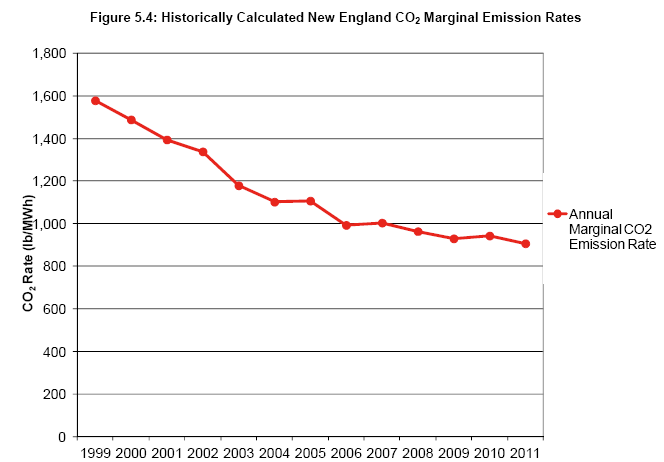 Figure 5.4: Historically Calculated New England CO₂ Marginal Emission Rates
1,800
1,600
1,400
1,200
1,000
800
600
400
200
0
CO₂ Rate (lb/MWh)
1999 2000 2001 2002 2003 2004 2005 2006 2007 2008 2009 2010 2011
Annual
Marginal CO2
Emission Rate